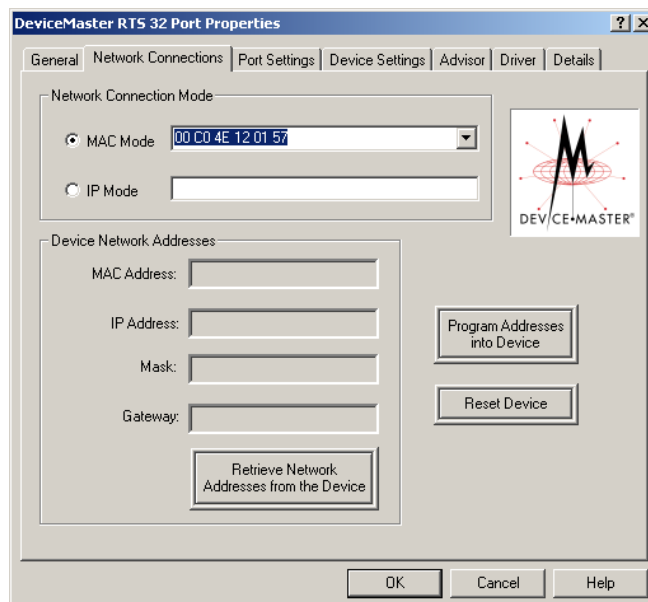 DeviceMaster RTS 32 Port Properties
General Network Connections Port Settings Device Settings Advisor Driver Details
Network Connection Mode
MAC Mode 00 C0 4E 12 01 57
IP Mode
DEVICE•MASTER®
Device Network Addresses
MAC Address:
IP Address:
Mask:
Gateway:
Retrieve Network
Addresses from the Device
Program Addresses
into Device
Reset Device
OK Cancel Help